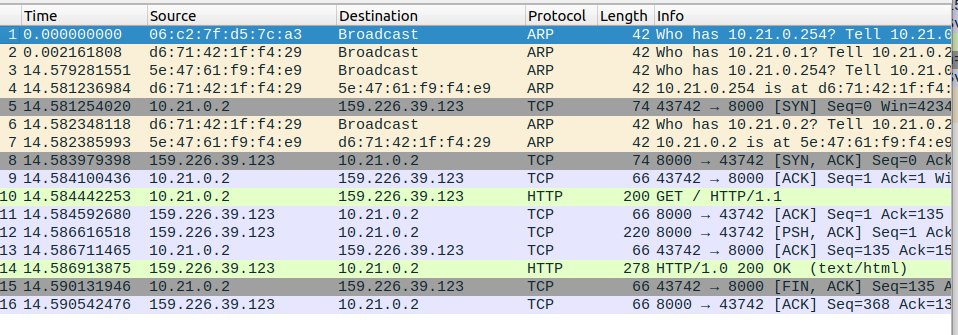 Time Source Destination Protocol Length Info
1 0.000000000 06:c2:7f:d5:7c:a3 Broadcast ARP 42 Who has 10.21.0.254? Tell 10.21.0
2 0.002161808 d6:71:42:1f:f4:29 Broadcast ARP 42 Who has 10.21.0.1? Tell 10.21.0.2
3 14.579281551 5e:47:61:f9:f4:e9 Broadcast ARP 42 Who has 10.21.0.254? Tell 10.21.0
4 14.581236984 d6:71:42:1f:f4:29 5e:47:61:f9:f4:e9 ARP 42 10.21.0.254 is at d6:71:42:1f:f4:
5 14.581254020 10.21.0.2 159.226.39.123 TCP 74 43742 → 8000 [SYN] Seq=0 Win=4234
6 14.582348118 d6:71:42:1f:f4:29 Broadcast ARP 42 Who has 10.21.0.2? Tell 10.21.0.2
7 14.582385993 5e:47:61:f9:f4:e9 d6:71:42:1f:f4:29 ARP 42 10.21.0.2 is at 5e:47:61:f9:f4:e9
8 14.583979398 159.226.39.123 10.21.0.2 TCP 74 8000 → 43742 [SYN, ACK] Seq=0 Ack
9 14.584100436 10.21.0.2 159.226.39.123 TCP 66 43742 → 8000 [ACK] Seq=1 Ack=1 Wi
10 14.584442253 10.21.0.2 159.226.39.123 HTTP 200 GET / HTTP/1.1
11 14.584592680 159.226.39.123 10.21.0.2 TCP 66 8000 → 43742 [ACK] Seq=1 Ack=135
12 14.586616518 159.226.39.123 10.21.0.2 TCP 220 8000 → 43742 [PSH, ACK] Seq=1 Ack
13 14.586711465 10.21.0.2 159.226.39.123 TCP 66 43742 → 8000 [ACK] Seq=135 Ack=15
14 14.586913875 159.226.39.123 10.21.0.2 HTTP 278 HTTP/1.0 200 OK (text/html)
15 14.590131946 10.21.0.2 159.226.39.123 TCP 66 43742 → 8000 [FIN, ACK] Seq=135 A
16 14.590542476 159.226.39.123 10.21.0.2 TCP 66 8000 → 43742 [ACK] Seq=368 Ack=13